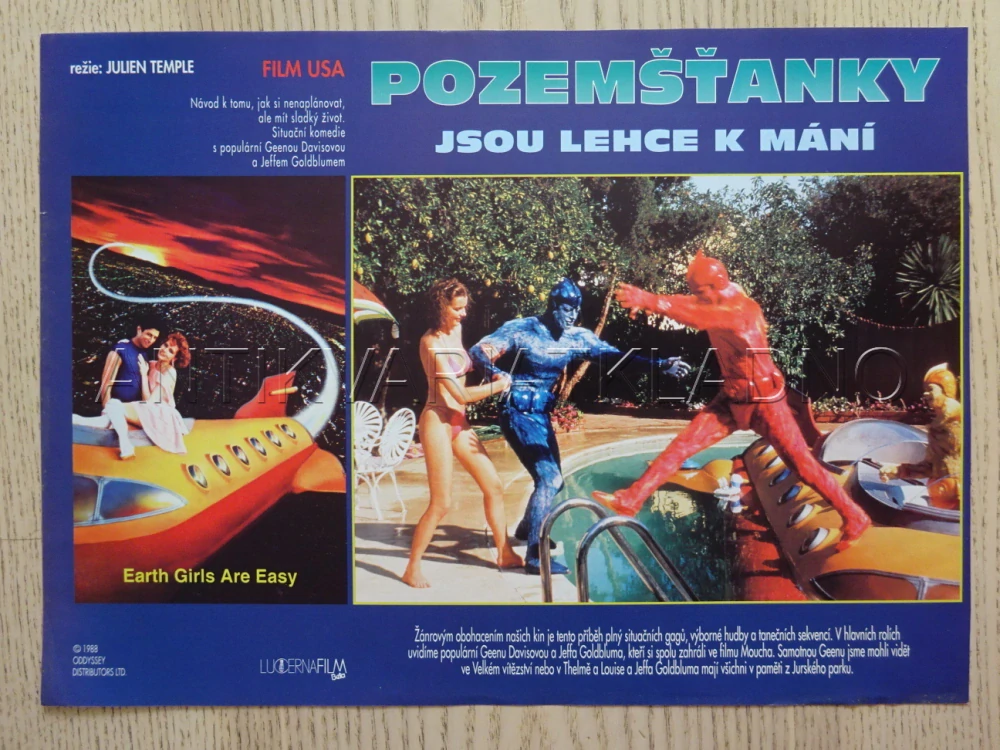 režie: JULIEN TEMPLE
FILM USA
Návod k tomu, jak si nenaplánovat,
ale mít sladký život.
Situační komedie
s populární Geenou Davisovou
a Jeffem Goldblumem
POZEMŠŤANKY
JSOU LEHCE K MÁNÍ
ANTIKVARIÁT KLADNO
Earth Girls Are Easy
© 1988
ODDYSSEY
DISTRIBUTORS LTD.
LUCERNAFILM
Beta
Žánrovým obohacením našich kin je tento příběh plný situačních gagů, výborné hudby a tanečních sekvencí. V hlavních rolích
uvidíme populární Geenu Davisovou a Jeffa Goldbluma, kteří si spolu zahráli ve filmu Moucha. Samotnou Geenu jsme mohli vidět
ve Velkém vítězství nebo v Thelmě a Louise a Jeffa Goldbluma mají všichni v paměti z Jurského parku.